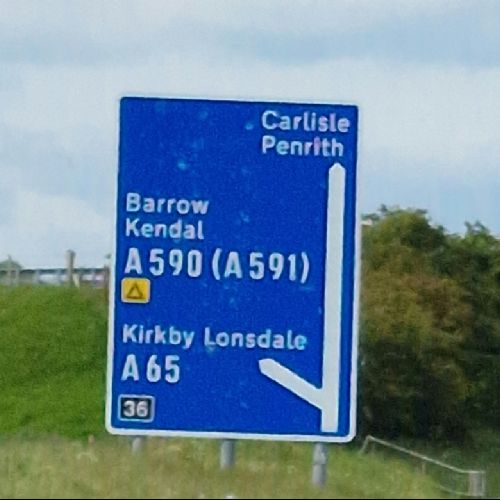 Carlisle
Penrith
Barrow
Kendal
A590 (A591)
Kirkby Lonsdale
A65
36